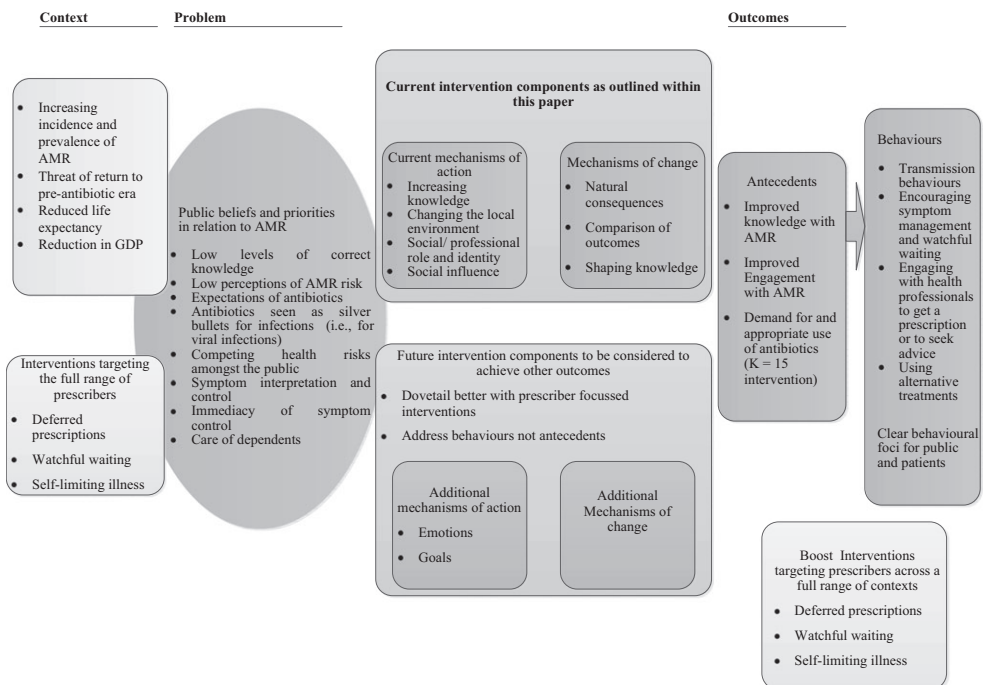 Context
Problem
Outcomes
• Increasing
incidence and
prevalence of
AMR
• Threat of return to
pre-antibiotic era
• Reduced life
expectancy
• Reduction in GDP
Interventions targeting
the full range of
prescribers
• Deferred
prescriptions
• Watchful waiting
• Self-limiting illness
Public beliefs and priorities
in relation to AMR
• Low levels of correct
knowledge
• Low perceptions of AMR risk
• Expectations of antibiotics
• Antibiotics seen as silver
bullets for infections (i.e., for
viral infections)
• Competing health risks
amongst the public
• Symptom interpretation and
control
• Immediacy of symptom
control
• Care of dependents
Current intervention components as outlined within
this paper
Current mechanisms of
action
• Increasing
knowledge
• Changing the local
environment
• Social/ professional
role and identity
• Social influence
Mechanisms of change
• Natural
consequences
• Comparison of
outcomes
• Shaping knowledge
Future intervention components to be considered to
achieve other outcomes
• Dovetail better with prescriber focussed
interventions
• Address behaviours not antecedents
Additional
mechanisms of action
• Emotions
• Goals
Additional
Mechanisms of
change
Antecedents
• Improved
knowledge with
AMR
• Improved
Engagement
with AMR
• Demand for and
appropriate use
of antibiotics
(K = 15
intervention)
Behaviours
• Transmission
behaviours
• Encouraging
symptom
management
and watchful
waiting
• Engaging
with health
professionals
to get a
prescription
or to seek
advice
• Using
alternative
treatments
Clear behavioural
foci for public
and patients
Boost Interventions
targeting prescribers across a
full range of contexts
• Deferred prescriptions
• Watchful waiting
• Self-limiting illness